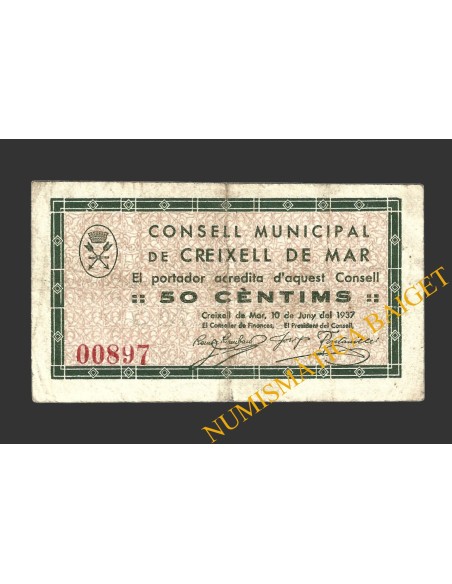 CONSELL MUNICIPAL
DE CREIXELL DE MAR
El portador acredita d'aquest Consell
:: 50 CÈNTIMS ::
Creixell de Mar, 10 de Juny del 1937
El Conseller de Finances, El President del Consell,
00897
NUMISMATICA BAIGET